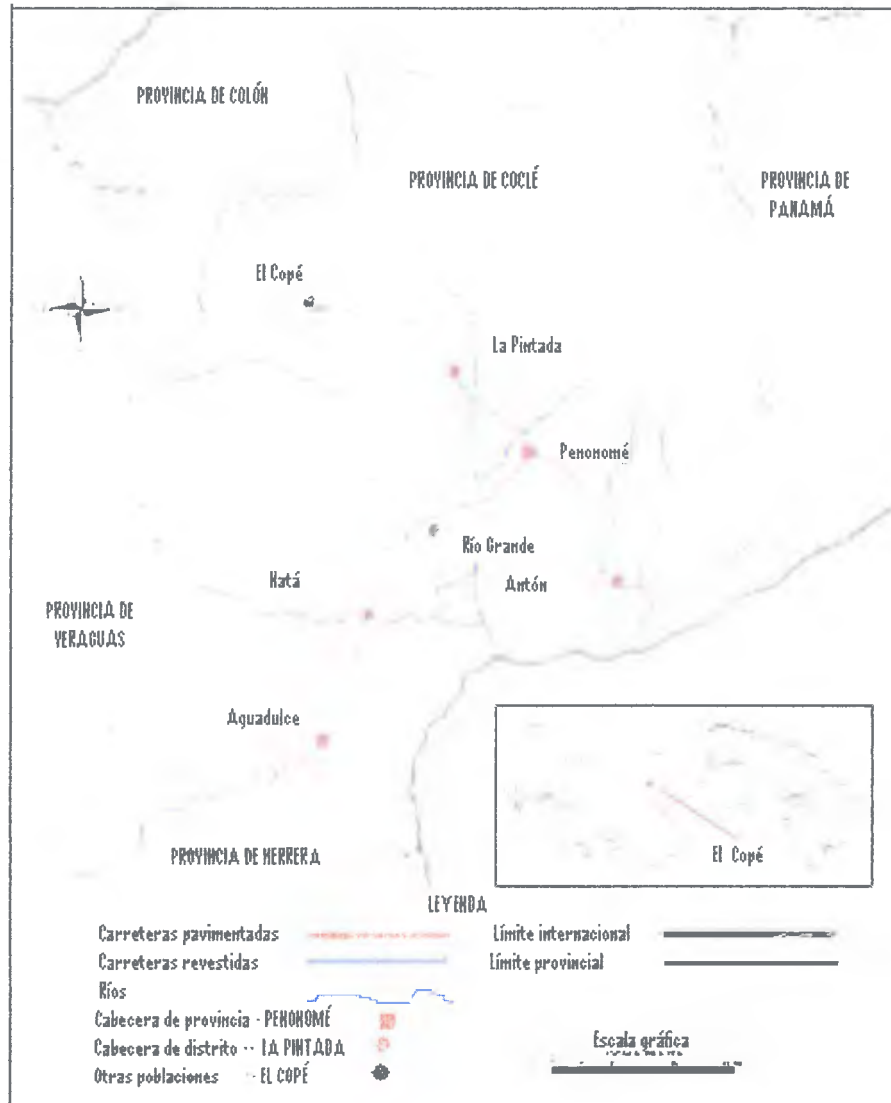 PROVINCIA DE COLÓN
PROVINCIA DE COCLÉ
PROVINCIA DE
PANAMÁ
El Copé
La Pintada
Penonomé
Río Grande
Natá
Antón
PROVINCIA DE
VERAGUAS
Aguadulce
El Copé
PROVINCIA DE HERRERA
LEYENDA
Carreteras pavimentadas
Límite internacional
Carreteras revestidas
Límite provincial
Ríos
Cabecera de provincia - PENONOMÉ
Cabecera de distrito -- LA PINTADA
Escala gráfica
Otras poblaciones -- EL COPÉ